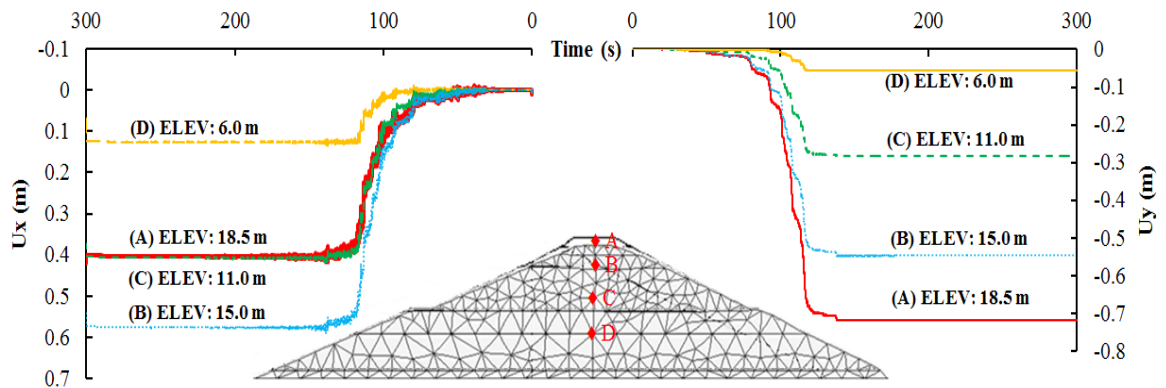 300 200 100 0 0 100 200 300
Time (s)
-0.1
0
0.1
0.2
0.3
0.4
0.5
0.6
0.7
Ux (m)
(D) ELEV: 6.0 m
(A) ELEV: 18.5 m
(C) ELEV: 11.0 m
(B) ELEV: 15.0 m
A
B
C
D
(D) ELEV: 6.0 m
(C) ELEV: 11.0 m
(B) ELEV: 15.0 m
(A) ELEV: 18.5 m
0
-0.1
-0.2
-0.3
-0.4
-0.5
-0.6
-0.7
-0.8
Uy (m)